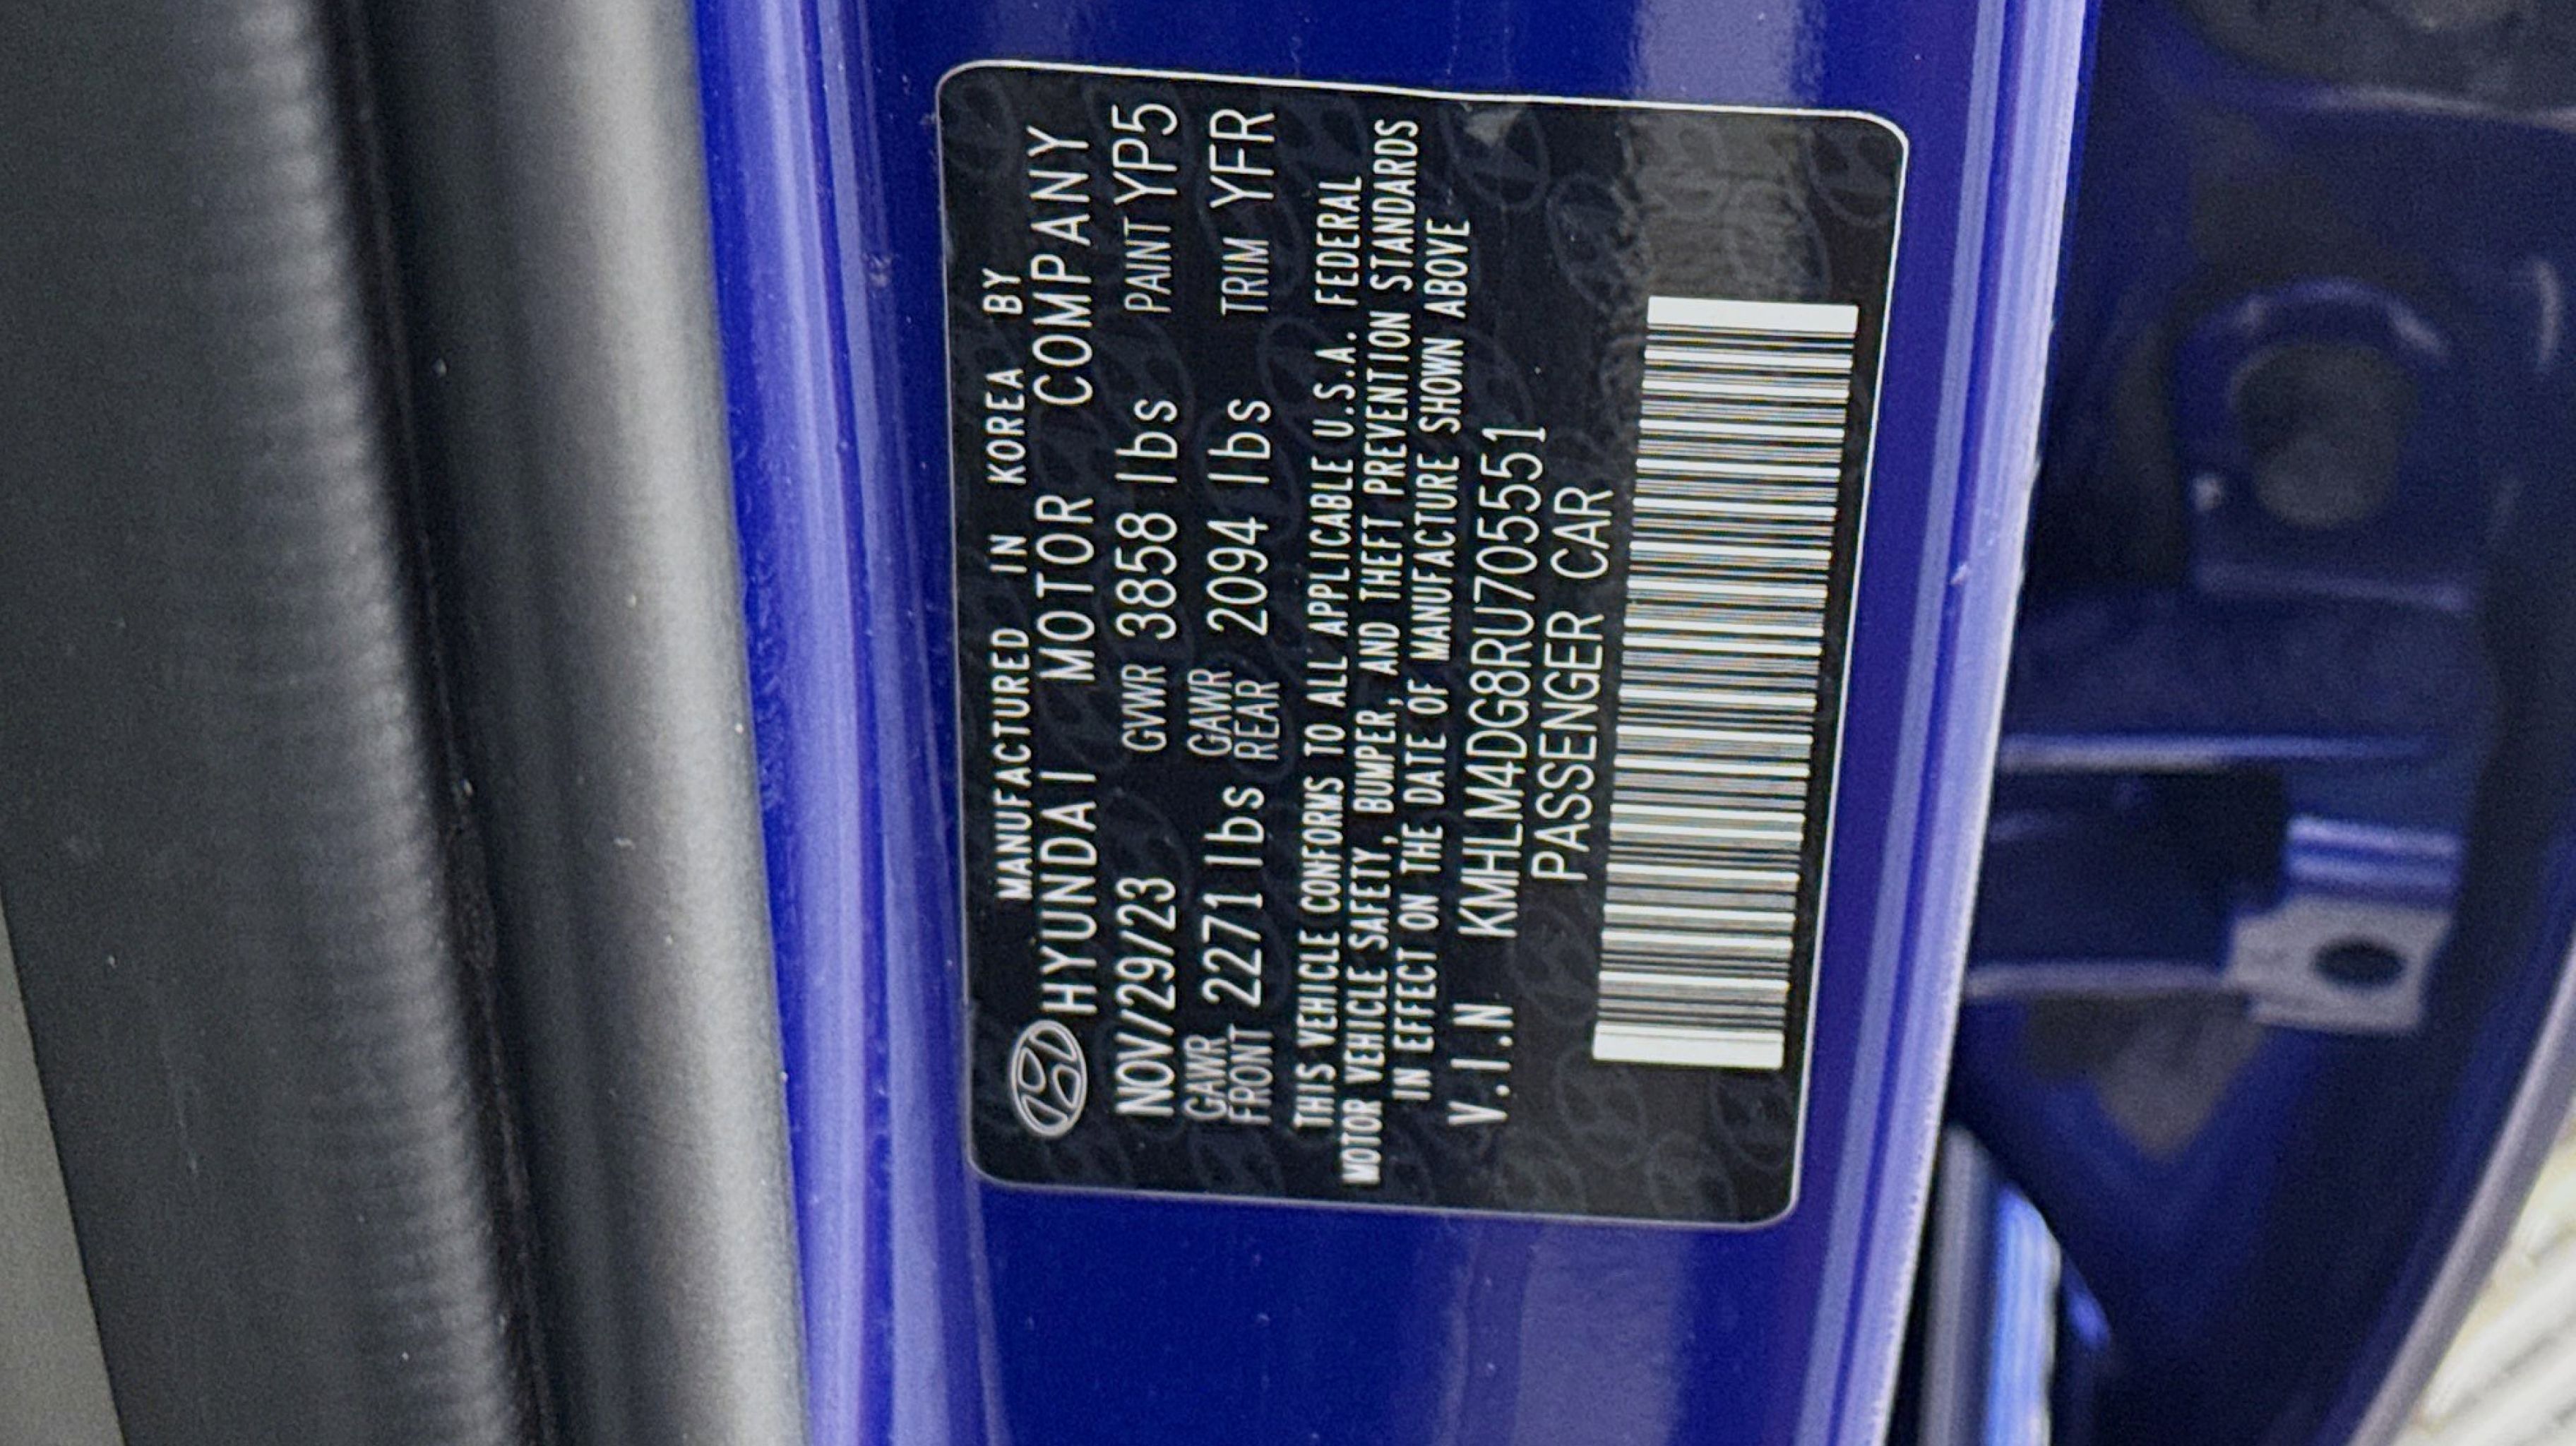 MANUFACTURED IN KOREA BY
HYUNDAI MOTOR COMPANY
NOV/29/23 GVWR 3858 lbs PAINT YP5
GAWR FRONT 2271 lbs GAWR REAR 2094 lbs TRIM YFR
THIS VEHICLE CONFORMS TO ALL APPLICABLE U.S.A. FEDERAL
MOTOR VEHICLE SAFETY, BUMPER, AND THEFT PREVENTION STANDARDS
IN EFFECT ON THE DATE OF MANUFACTURE SHOWN ABOVE
V.I.N KMHLM4DG8RU705551
PASSENGER CAR